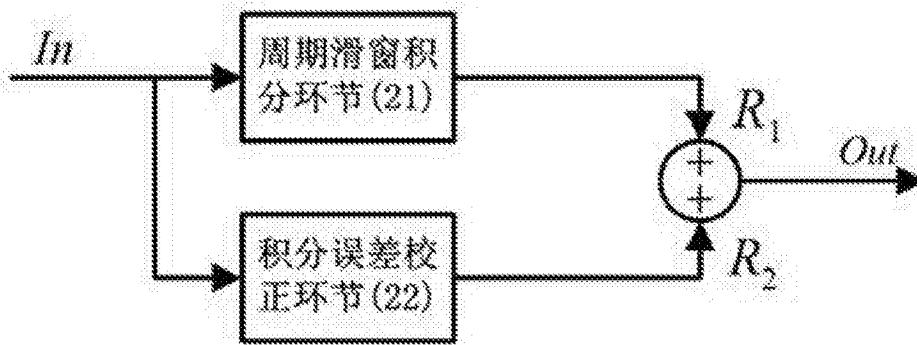 In
周期滑窗积
分环节(21)
R1
+
+
Out
积分误差校
正环节(22)
R2